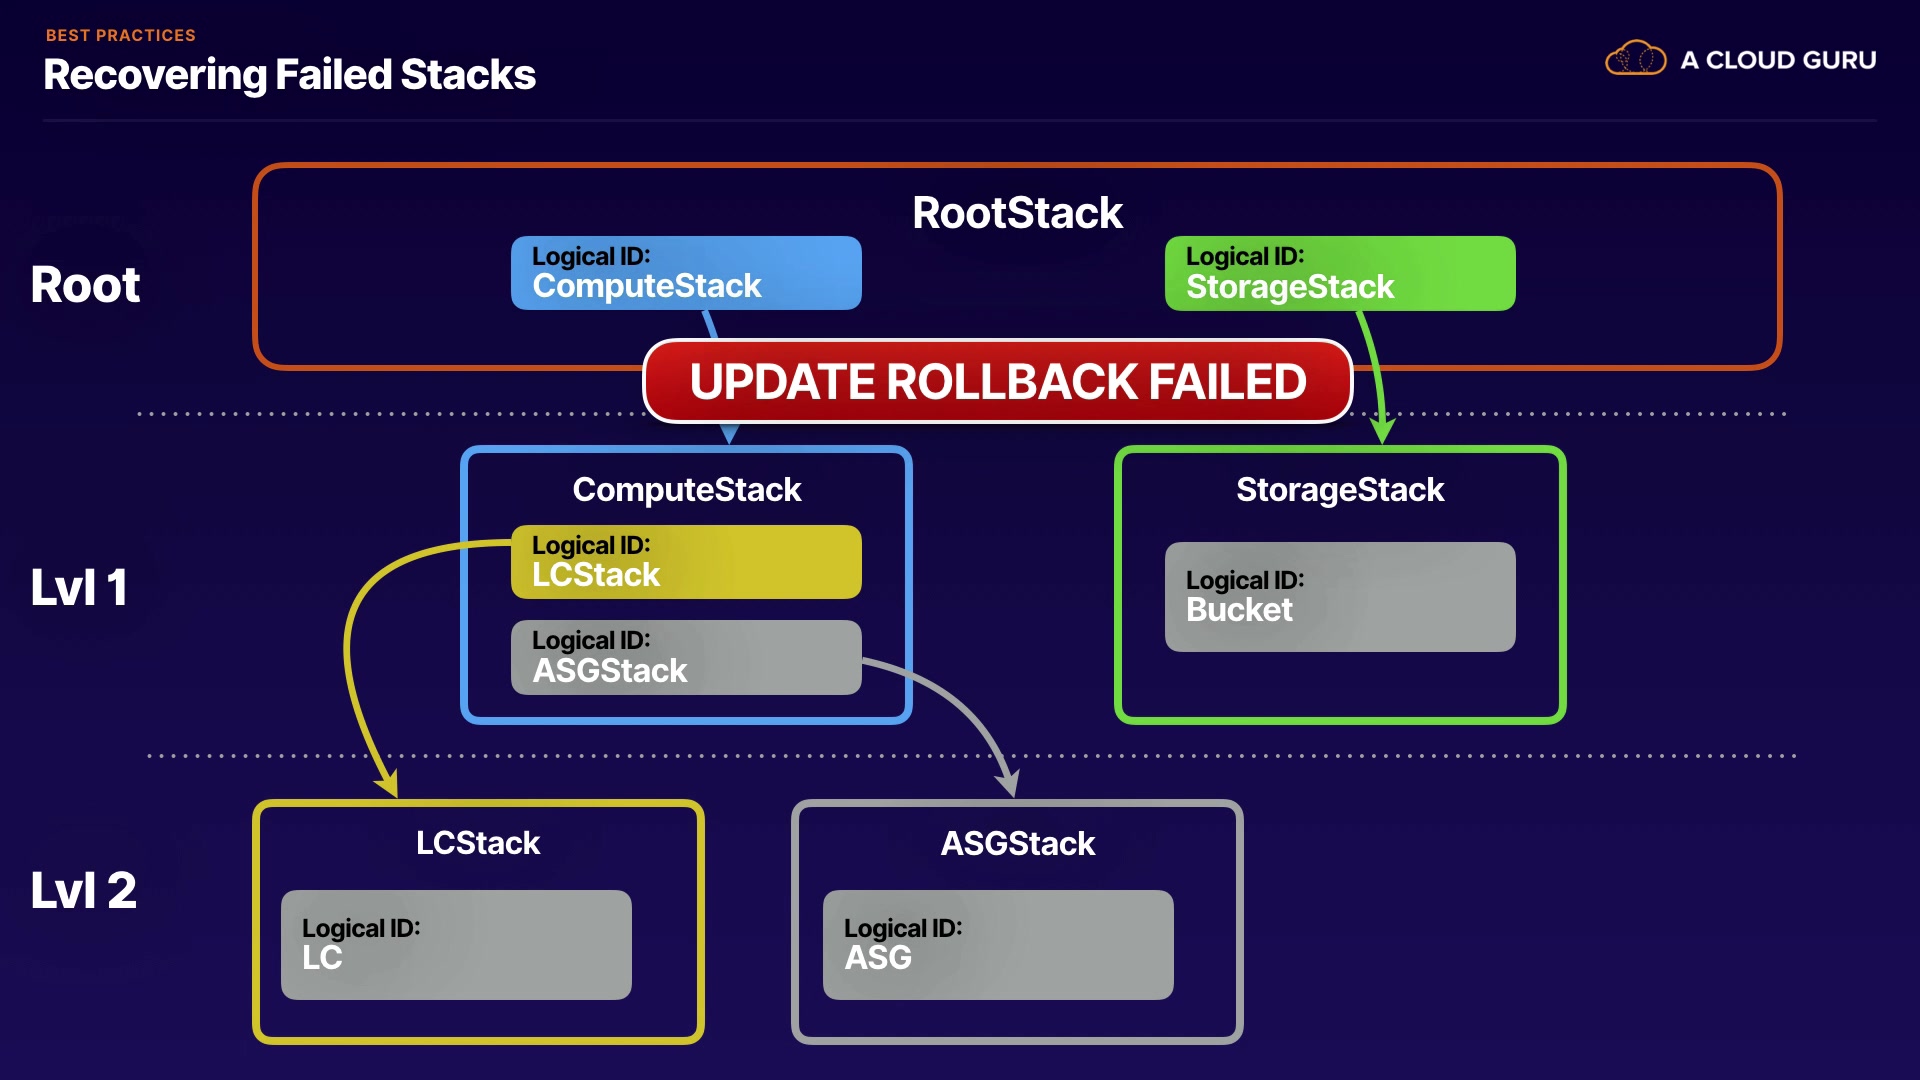 BEST PRACTICES
Recovering Failed Stacks
A CLOUD GURU
Root
RootStack
Logical ID:
ComputeStack
Logical ID:
StorageStack
UPDATE ROLLBACK FAILED
Lvl 1
ComputeStack
Logical ID:
LCStack
Logical ID:
ASGStack
StorageStack
Logical ID:
Bucket
Lvl 2
LCStack
Logical ID:
LC
ASGStack
Logical ID:
ASG